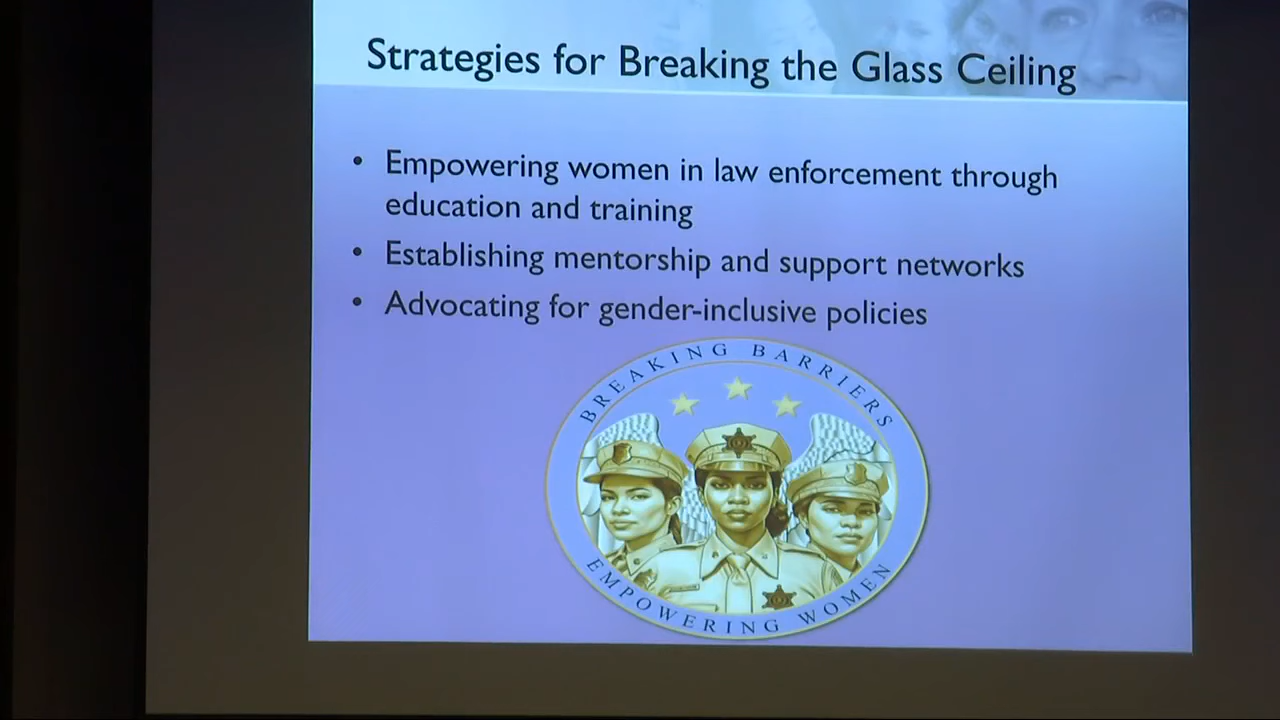 Strategies for Breaking the Glass Ceiling
• Empowering women in law enforcement through
education and training
• Establishing mentorship and support networks
• Advocating for gender-inclusive policies
BREAKING BARRIERS
EMPOWERING WOMEN